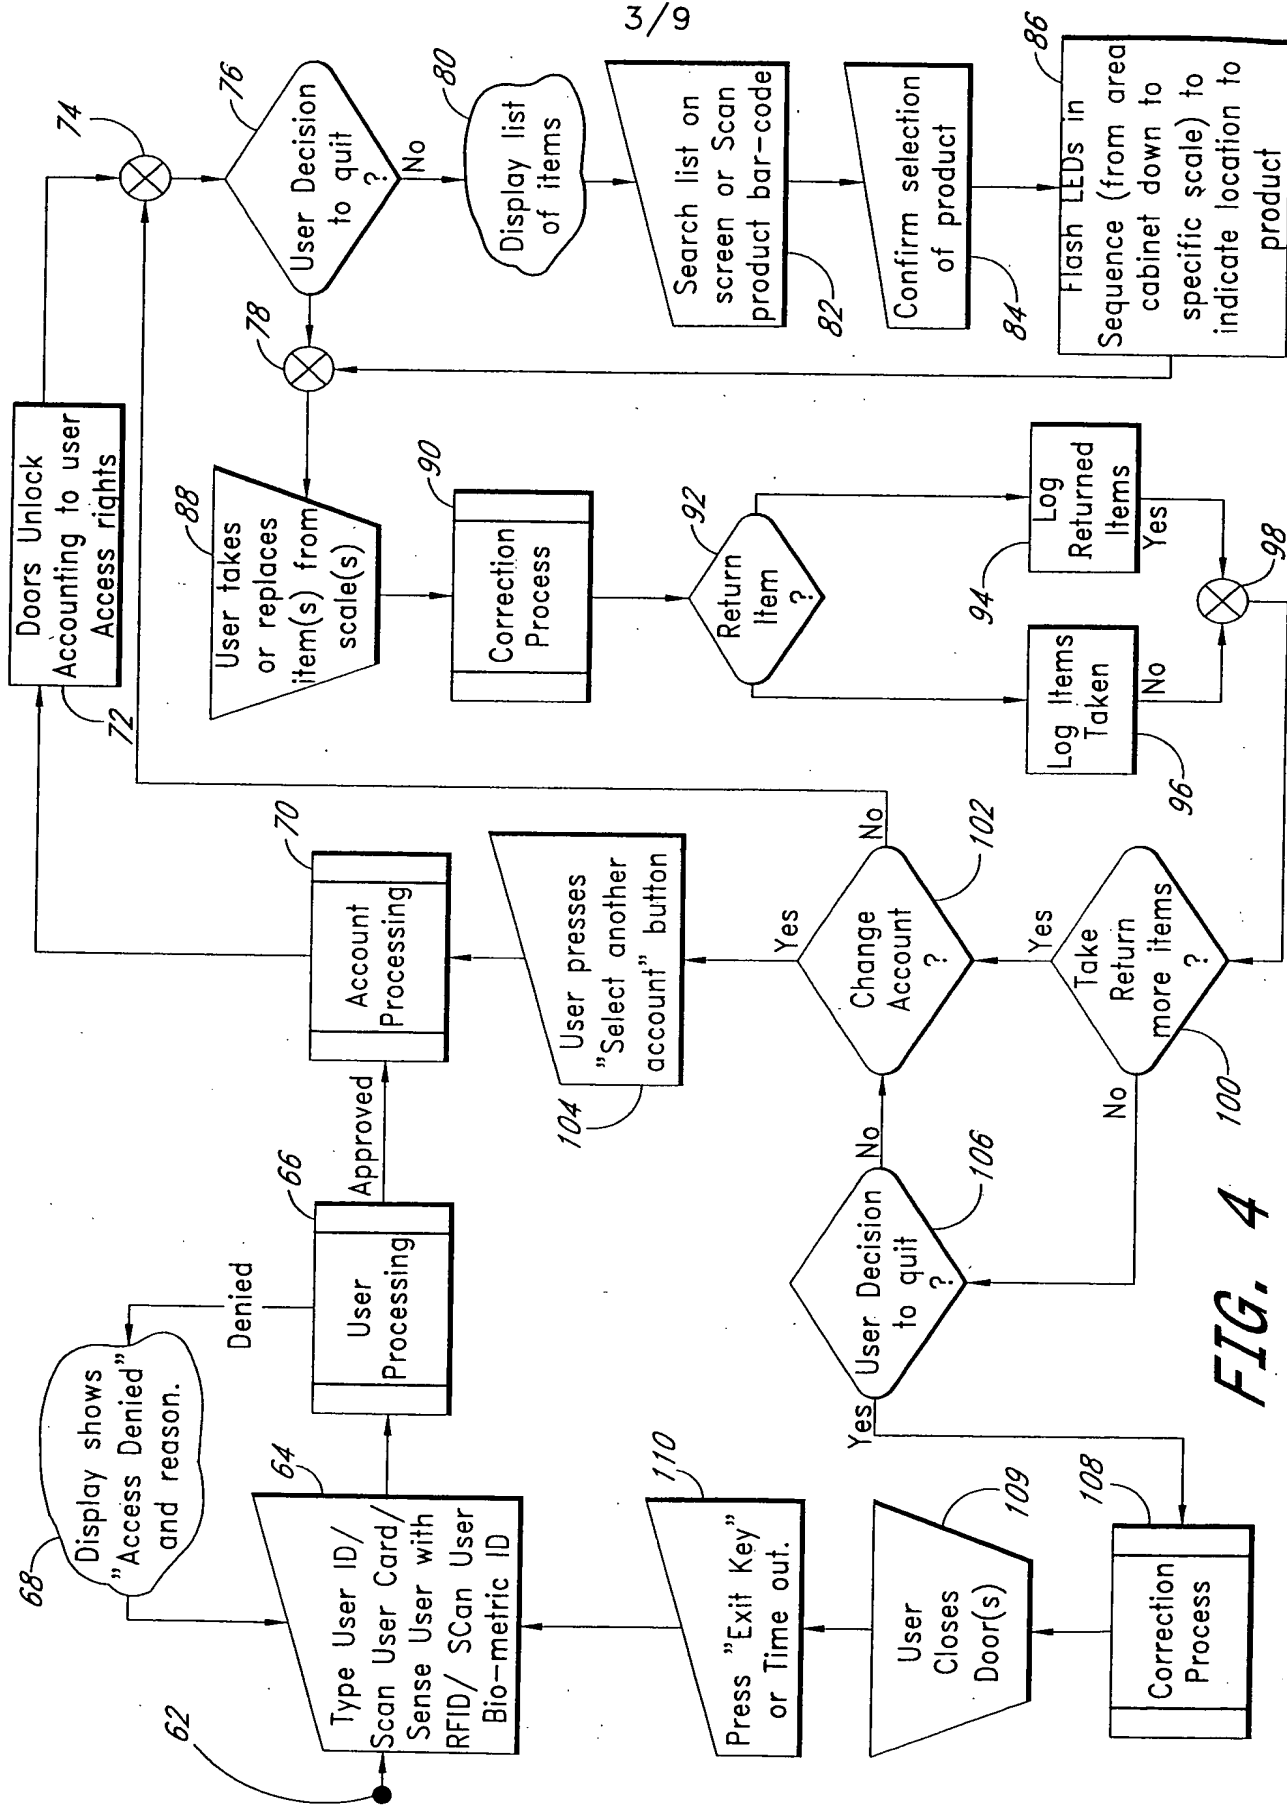 3/9
62
Type User ID/
Scan User Card/
Sense User with
RFID/ SCan User
Bio-metric ID
64
68
Display shows
"Access Denied"
and reason.
Denied
User
Processing
66
Approved
Account
Processing
70
72
Doors Unlock
Accounting to user
Access rights
74
User Decision
to quit
?
76
No
78
80
Display list
of items
Search list on
screen or Scan
product bar-code
82
Confirm selection
of product
84
86
Flash LEDs in
Sequence (from area
cabinet down to
specific scale) to
indicate location to
product
88
User takes
or replaces
item(s) from
scale(s)
90
Correction
Process
92
Return
Item
?
94
Log
Returned
Items
Yes
Log Items
Taken
No
96
98
Take
Return
more items
?
100
Yes
No
Change
Account
?
102
Yes
No
User presses
"Select another
account" button
104
User Decision
to quit
?
106
No
Yes
Correction
Process
108
User
Closes
Door(s)
109
Press "Exit Key"
or Time out.
110
FIG. 4